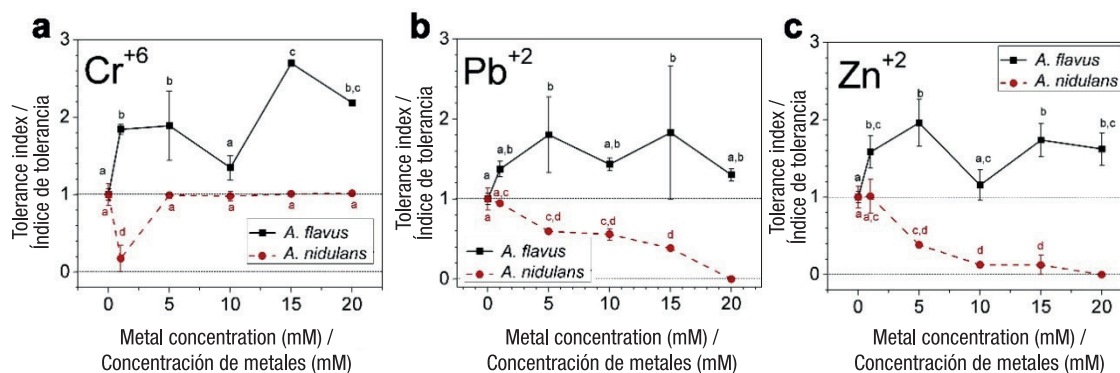 a
Cr+6
Tolerance index /
Índice de tolerancia
3
2
1
0
a
b
b
a
c
b,c
a
d
a
a
a
a
A. flavus
A. nidulans
0
5
10
15
20
Metal concentration (mM) /
Concentración de metales (mM)
b
Pb+2
Tolerance index /
Índice de tolerancia
3
2
1
0
a
a,b
b
a,b
b
a,b
a
a,c
c,d
c,d
d
A. flavus
A. nidulans
0
5
10
15
20
Metal concentration (mM) /
Concentración de metales (mM)
c
Zn+2
A. flavus
A. nidulans
Tolerance index /
Índice de tolerancia
3
2
1
0
a
b,c
b
a,c
b
b,c
a
a,c
c,d
d
d
0
5
10
15
20
Metal concentration (mM) /
Concentración de metales (mM)